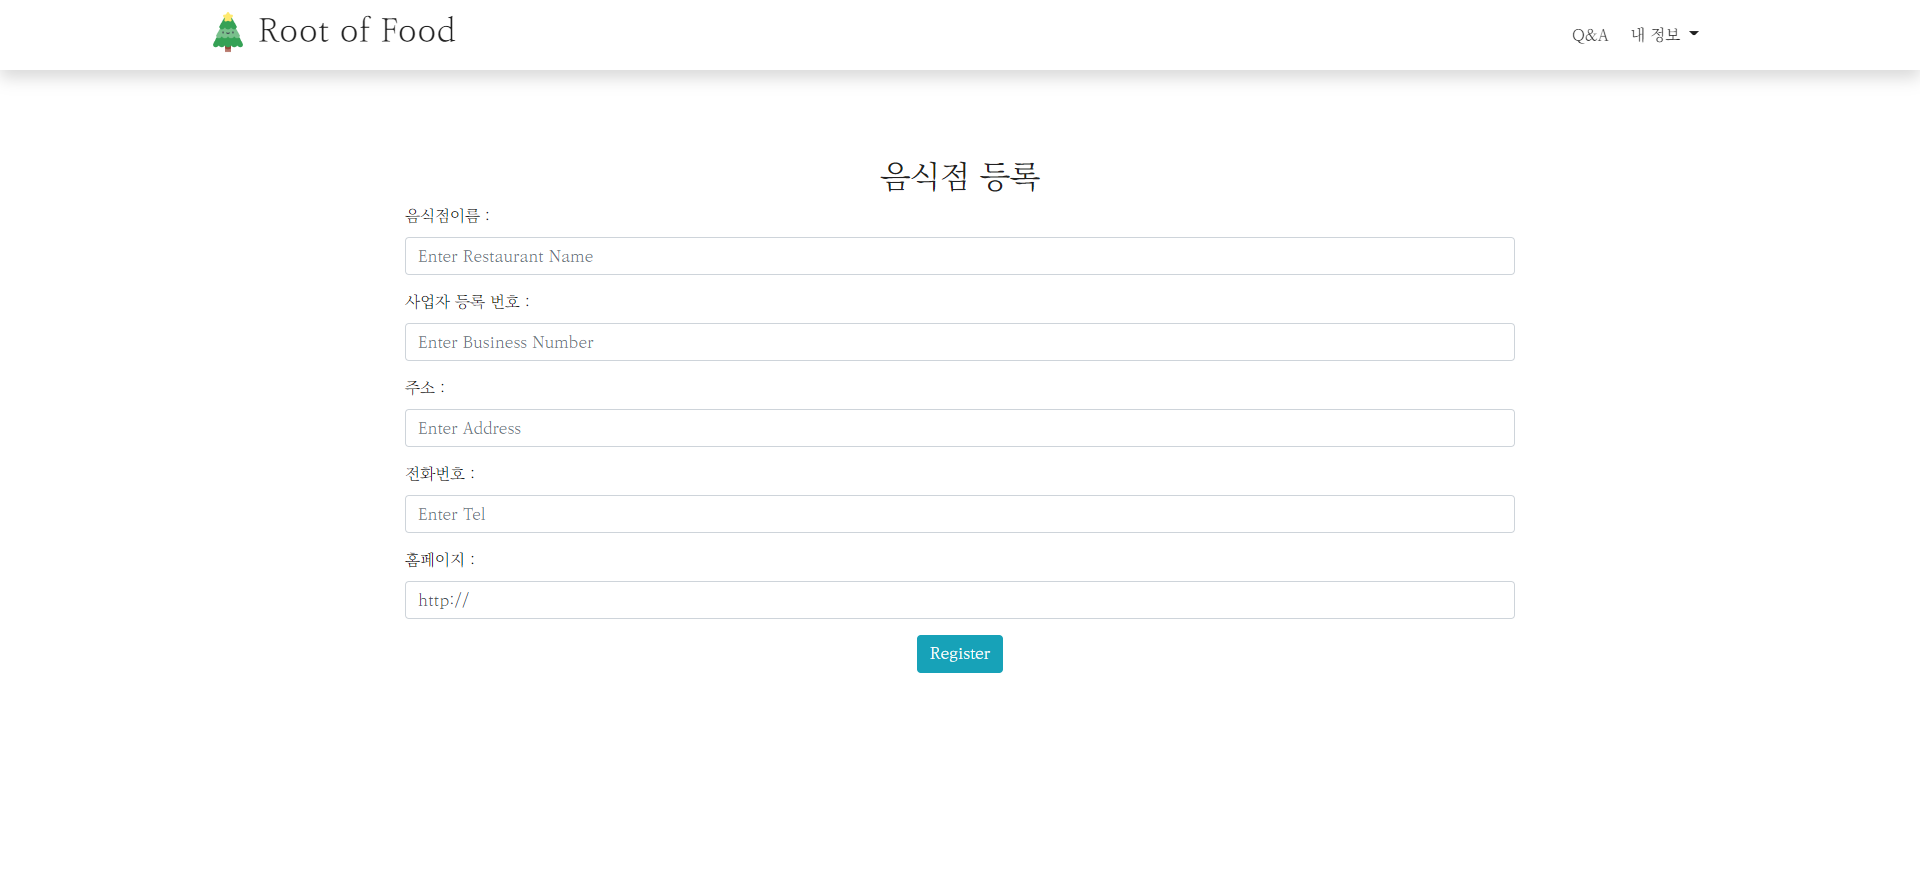 Root of Food
Q&A 내 정보
음식점 등록
음식점이름 :
Enter Restaurant Name
사업자 등록 번호 :
Enter Business Number
주소 :
Enter Address
전화번호 :
Enter Tel
홈페이지 :
http://
Register